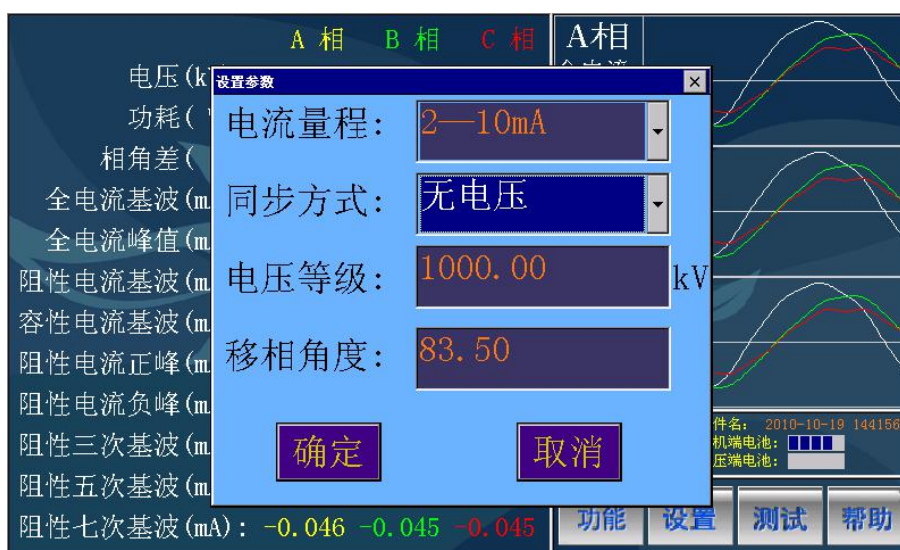 A 相 B 相 C 相
电压(k
功耗(
相角差(
全电流基波(m
全电流峰值(m
阻性电流基波(m
容性电流基波(m
阻性电流正峰(m
阻性电流负峰(m
阻性三次基波(m
阻性五次基波(m
阻性七次基波(mA): -0.046 -0.045 -0.045
设置参数
电流量程: 2—10mA
同步方式: 无电压
电压等级: 1000.00 kV
移相角度: 83.50
确定 取消
A相
件名: 2010-10-19 144156
机端电池:
压端电池:
功能 设置 测试 帮助